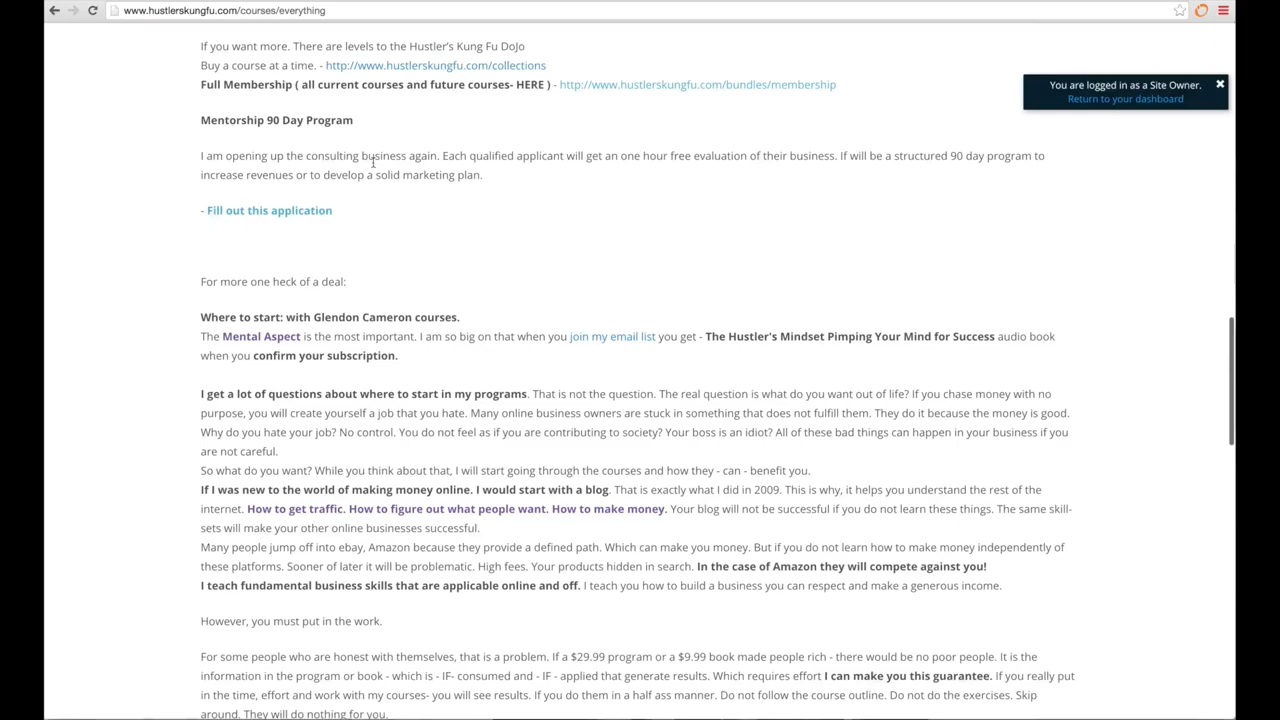 www.hustlerskungfu.com/courses/everything
If you want more. There are levels to the Hustler's Kung Fu DoJo
Buy a course at a time. - http://www.hustlerskungfu.com/collections
Full Membership ( all current courses and future courses- HERE ) - http://www.hustlerskungfu.com/bundles/membership
You are logged in as a Site Owner.
Return to your dashboard
Mentorship 90 Day Program
I am opening up the consulting business again. Each qualified applicant will get an one hour free evaluation of their business. If will be a structured 90 day program to
increase revenues or to develop a solid marketing plan.
- Fill out this application
For more one heck of a deal:
Where to start: with Glendon Cameron courses.
The Mental Aspect is the most important. I am so big on that when you join my email list you get - The Hustler's Mindset Pimping Your Mind for Success audio book
when you confirm your subscription.
I get a lot of questions about where to start in my programs. That is not the question. The real question is what do you want out of life? If you chase money with no
purpose, you will create yourself a job that you hate. Many online business owners are stuck in something that does not fulfill them. They do it because the money is good.
Why do you hate your job? No control. You do not feel as if you are contributing to society? Your boss is an idiot? All of these bad things can happen in your business if you
are not careful.
So what do you want? While you think about that, I will start going through the courses and how they - can - benefit you.
If I was new to the world of making money online. I would start with a blog. That is exactly what I did in 2009. This is why, it helps you understand the rest of the
internet. How to get traffic. How to figure out what people want. How to make money. Your blog will not be successful if you do not learn these things. The same skill-
sets will make your other online businesses successful.
Many people jump off into ebay, Amazon because they provide a defined path. Which can make you money. But if you do not learn how to make money independently of
these platforms. Sooner of later it will be problematic. High fees. Your products hidden in search. In the case of Amazon they will compete against you!
I teach fundamental business skills that are applicable online and off. I teach you how to build a business you can respect and make a generous income.
However, you must put in the work.
For some people who are honest with themselves, that is a problem. If a $29.99 program or a $9.99 book made people rich - there would be no poor people. It is the
information in the program or book - which is - IF- consumed and - IF - applied that generate results. Which requires effort I can make you this guarantee. If you really put
in the time, effort and work with my courses- you will see results. If you do them in a half ass manner. Do not follow the course outline. Do not do the exercises. Skip
around. They will do nothing for you.